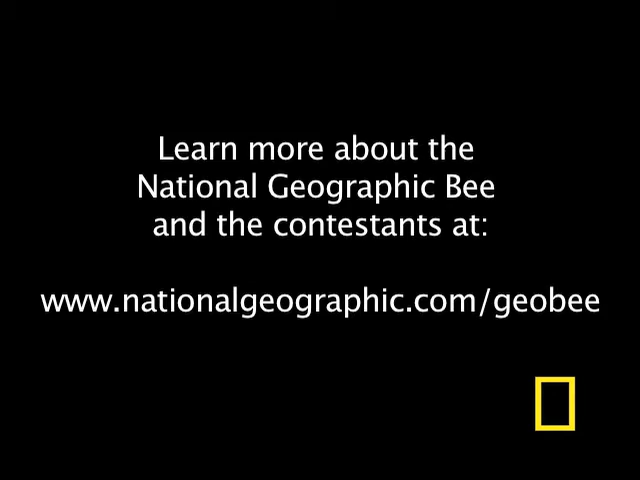 Learn more about the
National Geographic Bee
and the contestants at:
www.nationalgeographic.com/geobee